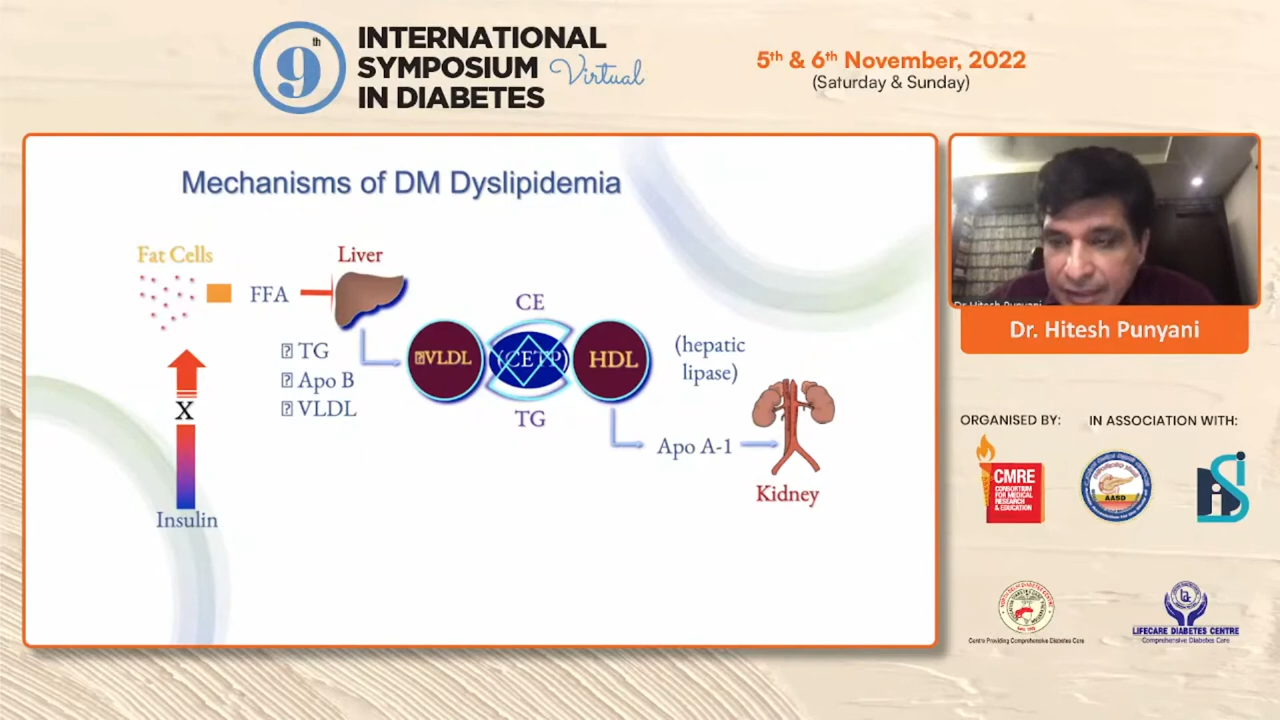 9th
INTERNATIONAL
SYMPOSIUM Virtual
IN DIABETES
5th & 6th November, 2022
(Saturday & Sunday)
Mechanisms of DM Dyslipidemia
Fat Cells
Liver
FFA
CE
TG
Apo B
VLDL
VLDL
(CETP)
HDL
(hepatic
lipase)
TG
X
Apo A-1
Kidney
Insulin
Dr. Hitesh Punyani
Dr. Hitesh Punyani
ORGANISED BY:
IN ASSOCIATION WITH:
CMRE
CONSORTIUM
FOR MEDICAL
RESEARCH
& EDUCATION
AASD
Centre Providing Comprehensive Diabetes Care
LIFECARE DIABETES CENTRE
Comprehensive Diabetes Care